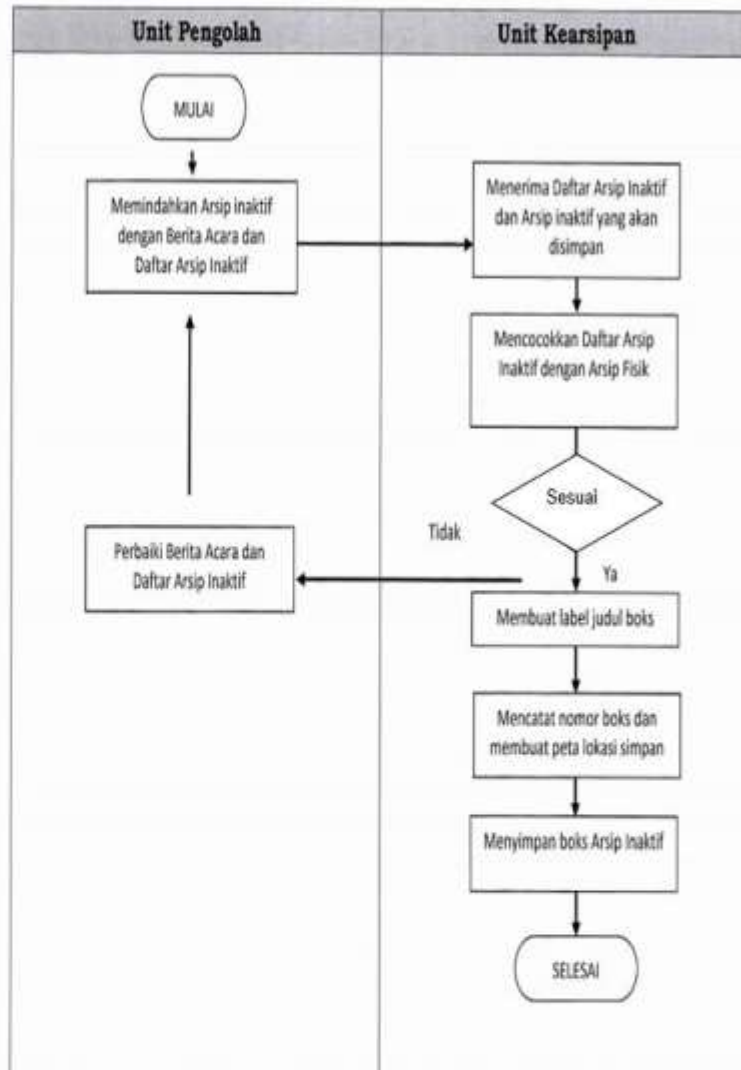 Unit Pengolah
Unit Kearsipan
MULAI
Memindahkan Arsip inaktif
dengan Berita Acara dan
Daftar Arsip Inaktif
Menerima Daftar Arsip Inaktif
dan Arsip inaktif yang akan
disimpan
Mencocokkan Daftar Arsip
Inaktif dengan Arsip Fisik
Sesuai
Tidak
Perbaiki Berita Acara dan
Daftar Arsip Inaktif
Ya
Membuat label judul boks
Mencatat nomor boks dan
membuat peta lokasi simpan
Menyimpan boks Arsip Inaktif
SELESAI